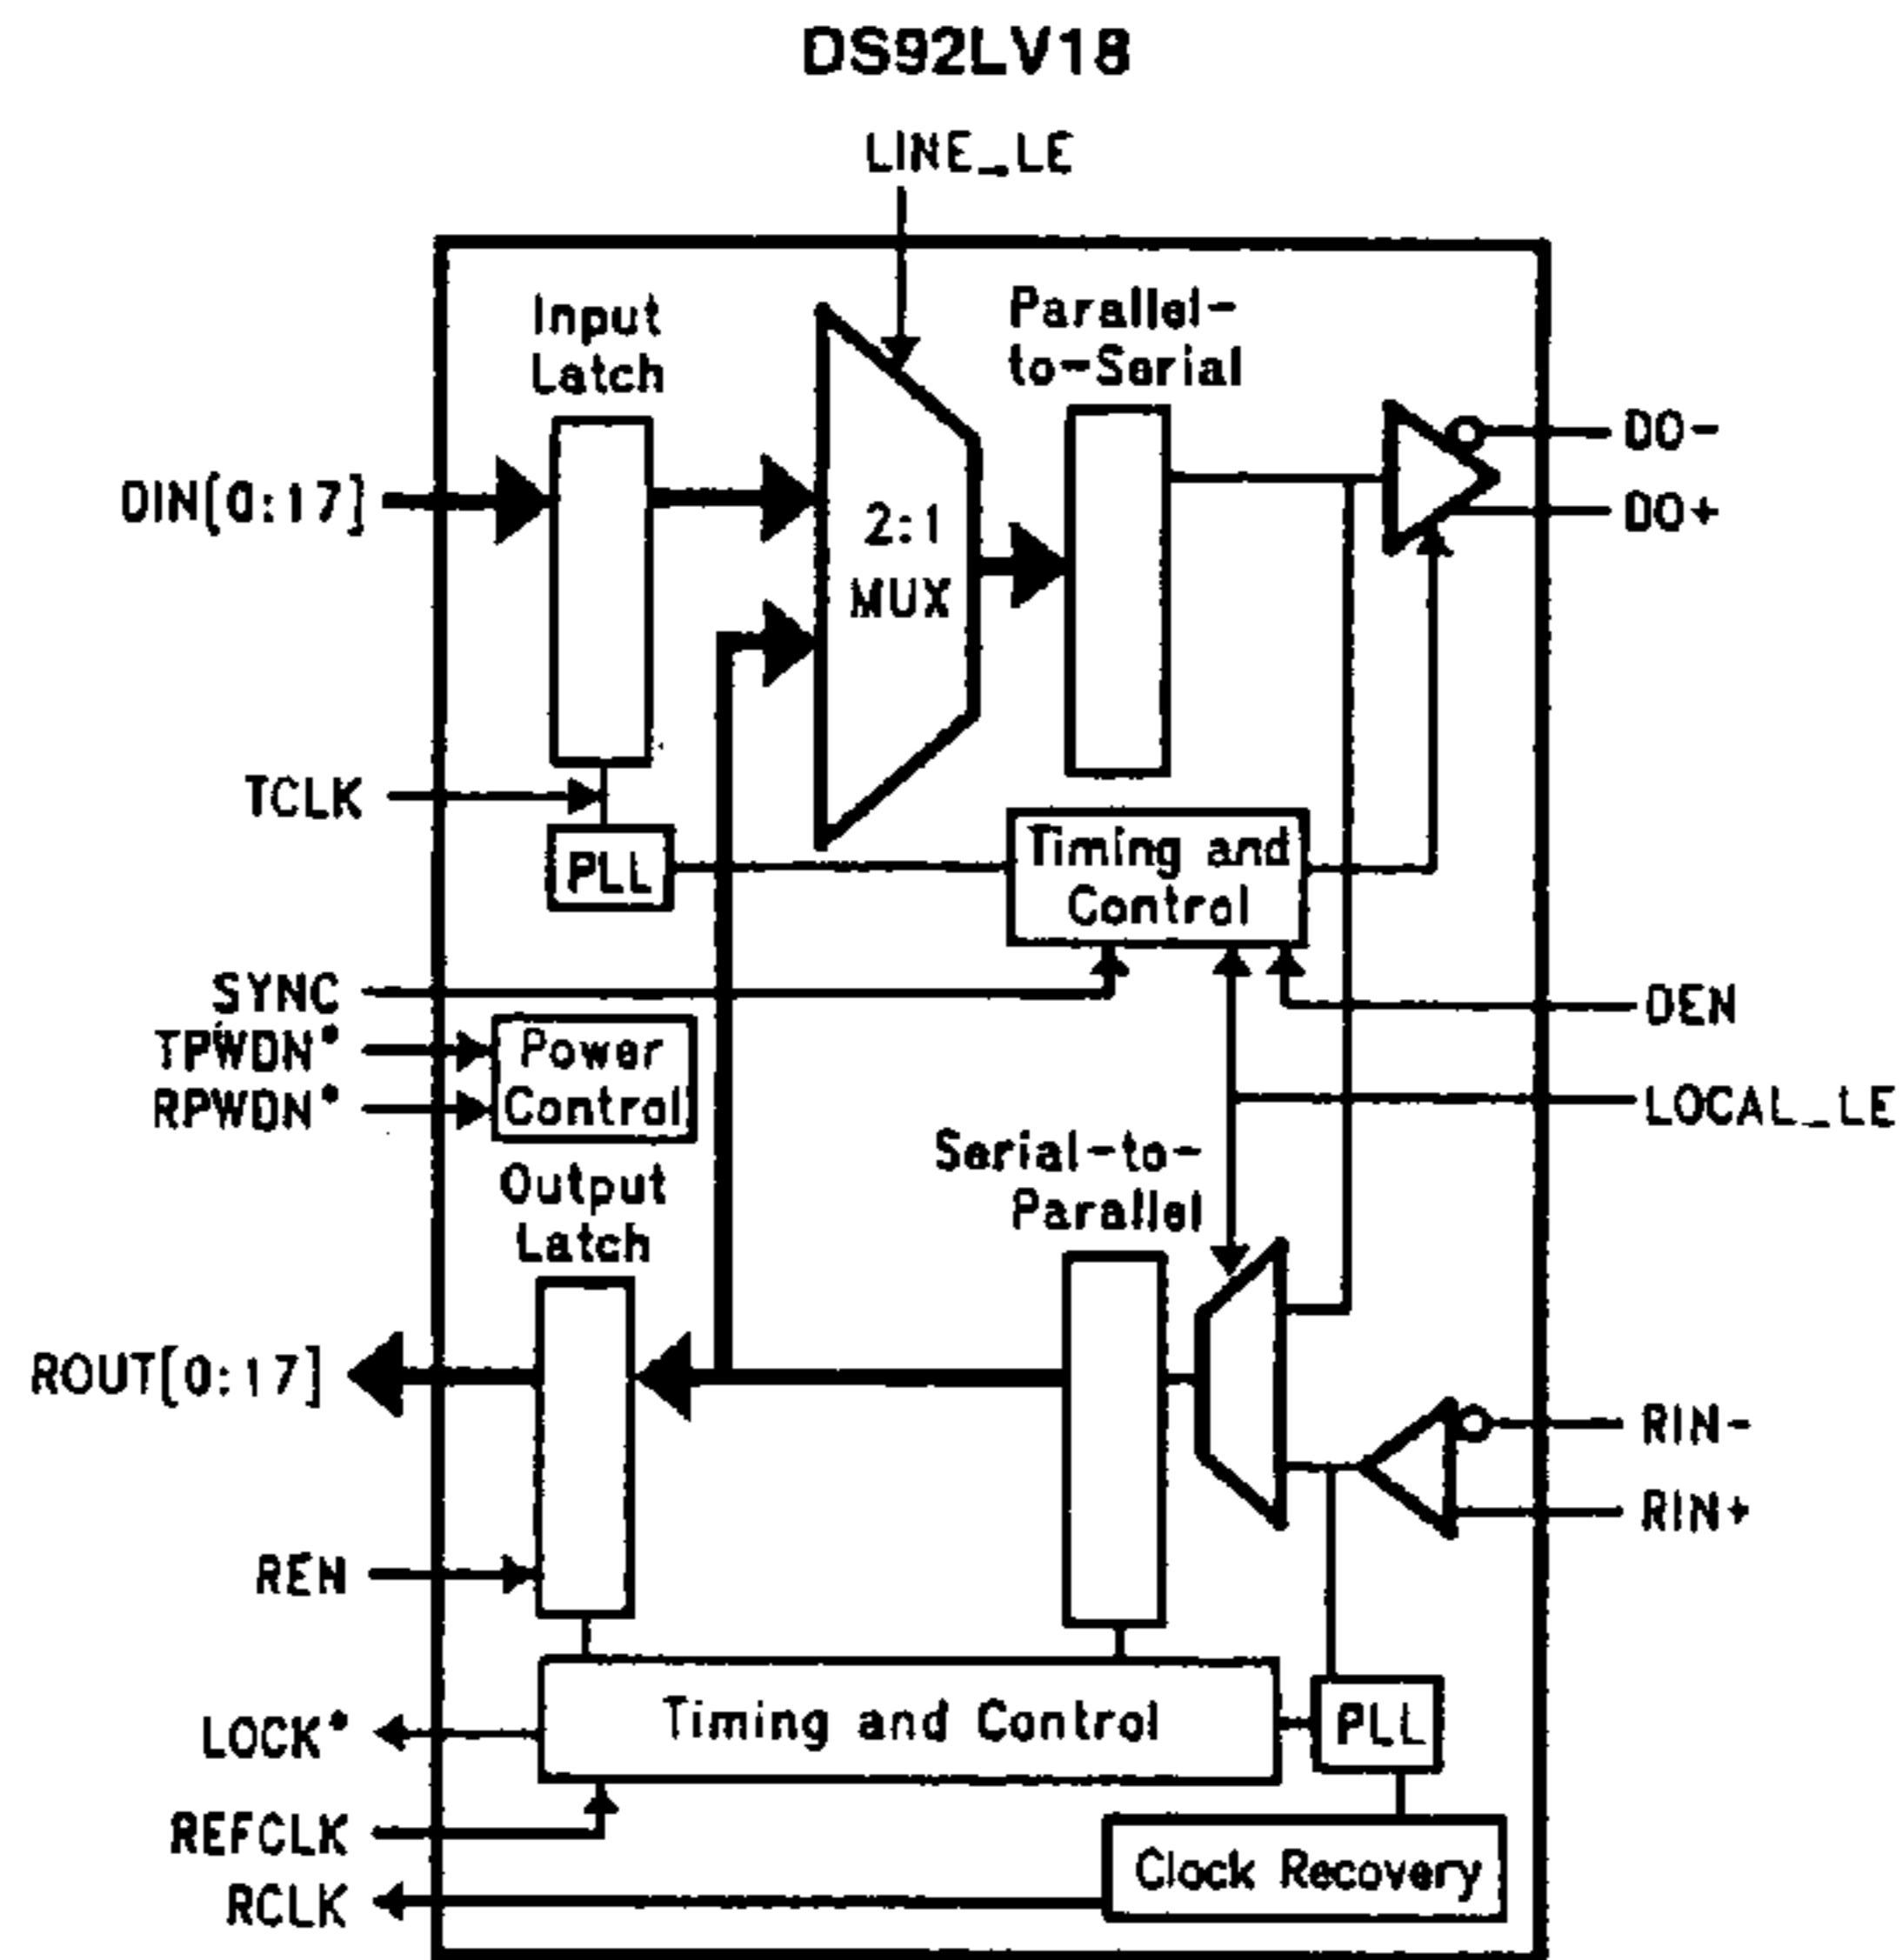 DS92LV18
LINE_LE
Input
Latch
Parallel-
to-Serial
DIN[0:17]
2:1
MUX
DO-
DO+
TCLK
PLL
Timing and
Control
SYNC
TPWDN*
RPWDN*
Power
Control
DEN
LOCAL_LE
Serial-to-
Parallel
Output
Latch
ROUT[0:17]
RIN-
RIN+
REN
LOCK*
Timing and Control
PLL
REFCLK
RCLK
Clock Recovery